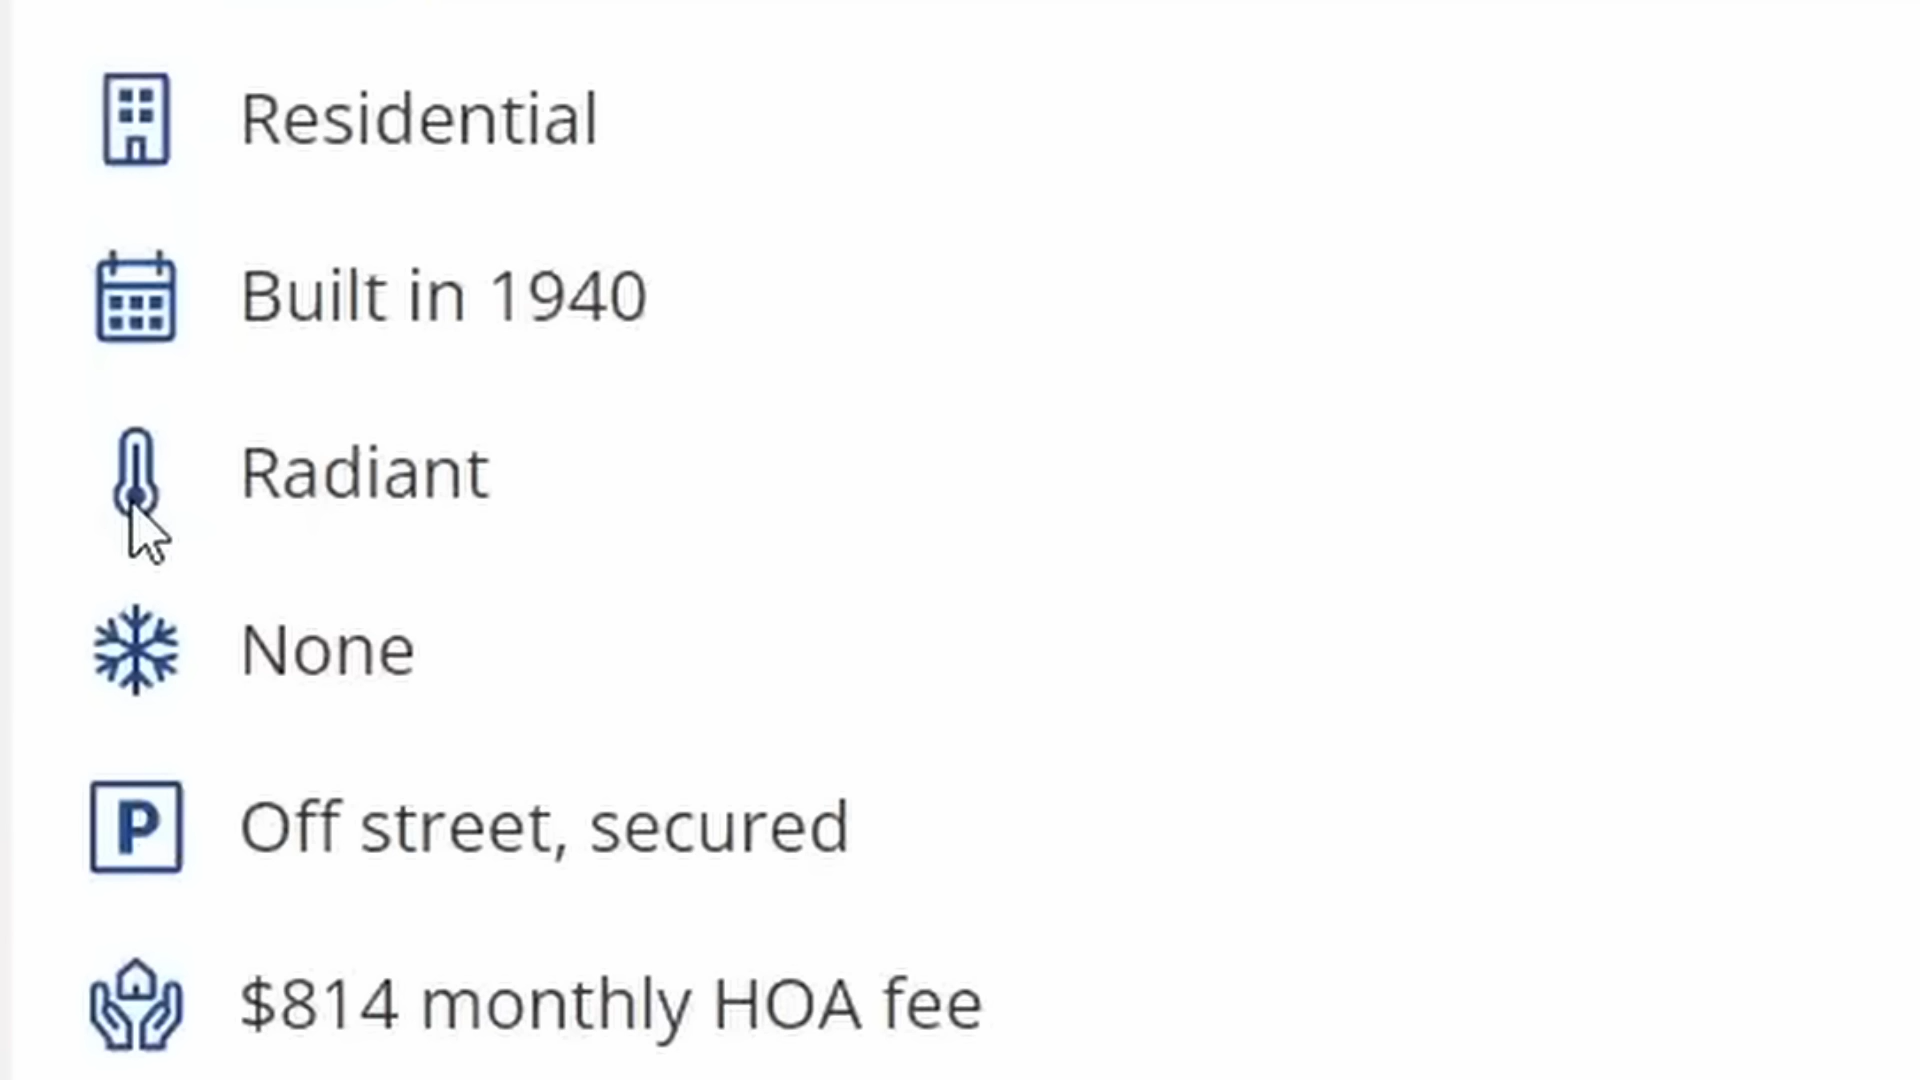 Residential
Built in 1940
Radiant
None
P Off street, secured
$814 monthly HOA fee